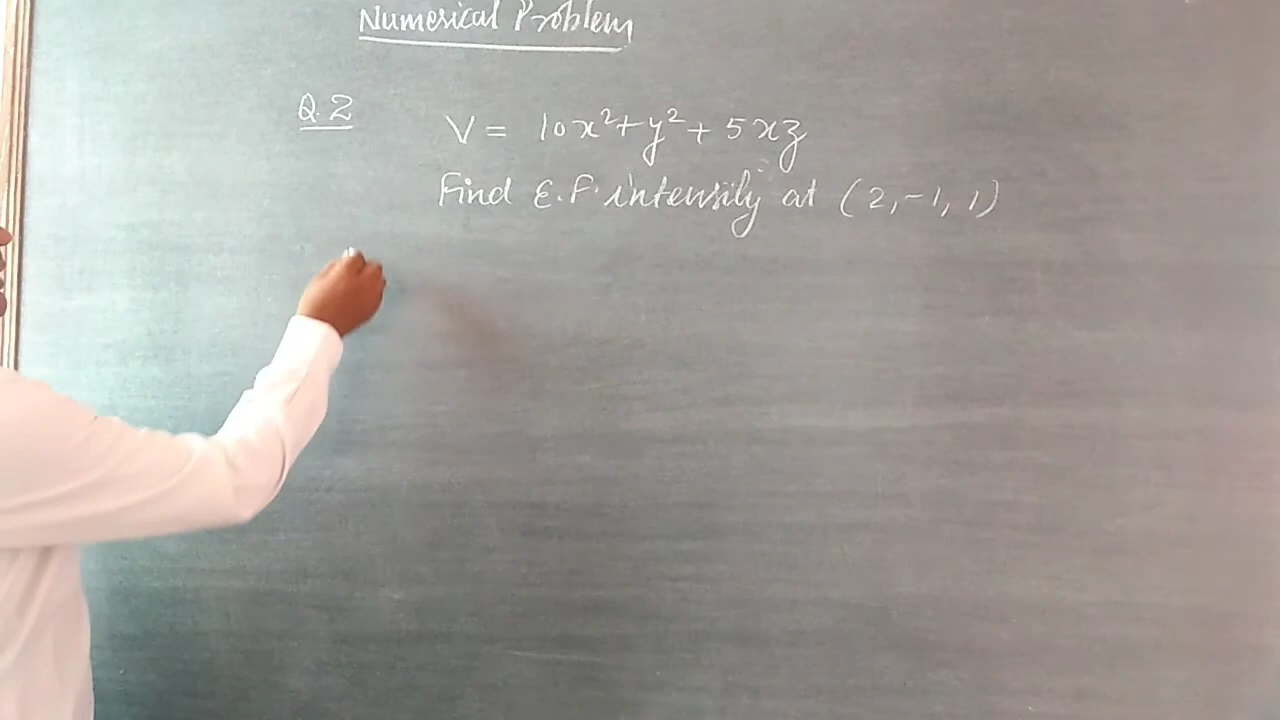 Numerical Problem
Q.2 V = 10x² + y² + 5xz
Find E.F. intensity at (2, -1, 1)